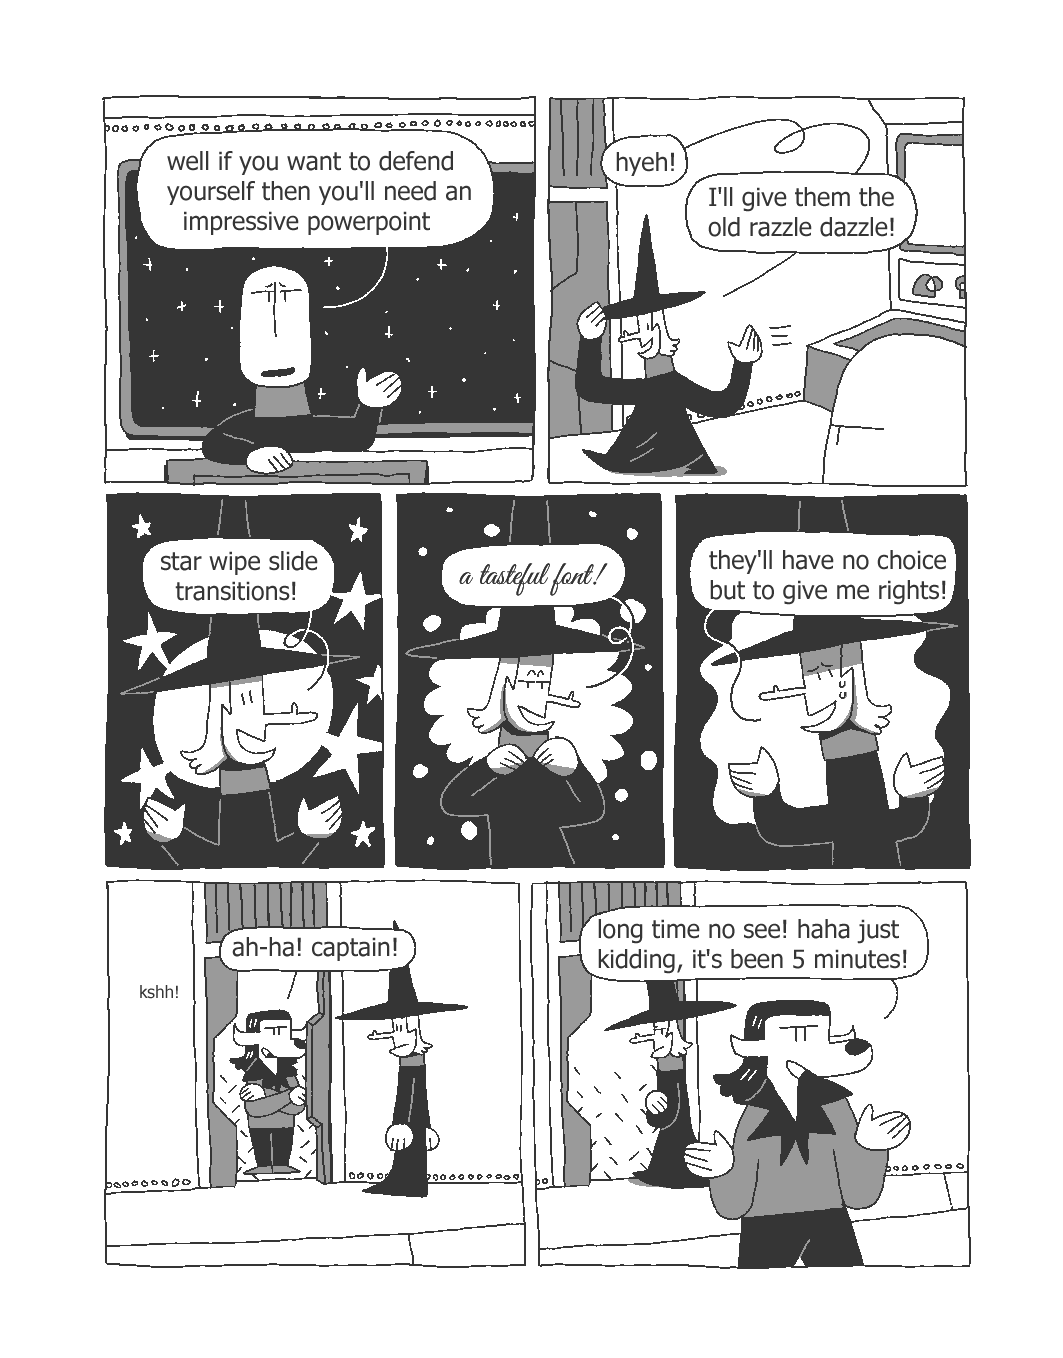 well if you want to defend
yourself then you'll need an
impressive powerpoint
hyeh!
I'll give them the
old razzle dazzle!
star wipe slide
transitions!
a tasteful font!
they'll have no choice
but to give me rights!
kshh!
ah-ha! captain!
long time no see! haha just
kidding, it's been 5 minutes!